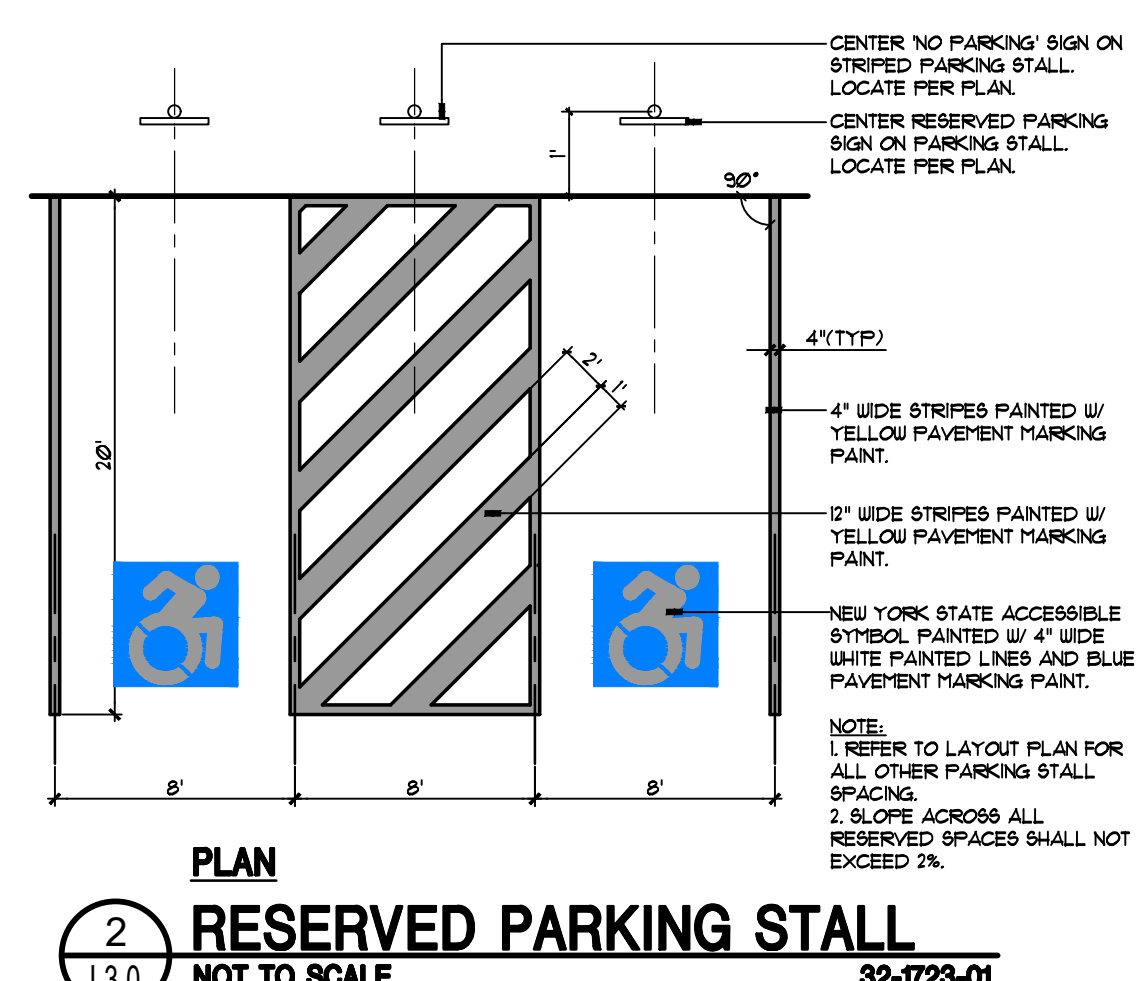 CENTER 'NO PARKING' SIGN ON
STRIPED PARKING STALL.
LOCATE PER PLAN.
CENTER RESERVED PARKING
SIGN ON PARKING STALL.
LOCATE PER PLAN.
1'
90°
4"(TYP)
2'
1'
4" WIDE STRIPES PAINTED W/
YELLOW PAVEMENT MARKING
PAINT.
20'
12" WIDE STRIPES PAINTED W/
YELLOW PAVEMENT MARKING
PAINT.
NEW YORK STATE ACCESSIBLE
SYMBOL PAINTED W/ 4" WIDE
WHITE PAINTED LINES AND BLUE
PAVEMENT MARKING PAINT.
NOTE:
1. REFER TO LAYOUT PLAN FOR
ALL OTHER PARKING STALL
SPACING.
2. SLOPE ACROSS ALL
RESERVED SPACES SHALL NOT
EXCEED 2%.
8'
8'
8'
PLAN
2
RESERVED PARKING STALL
NOT TO SCALE
32-1723-01